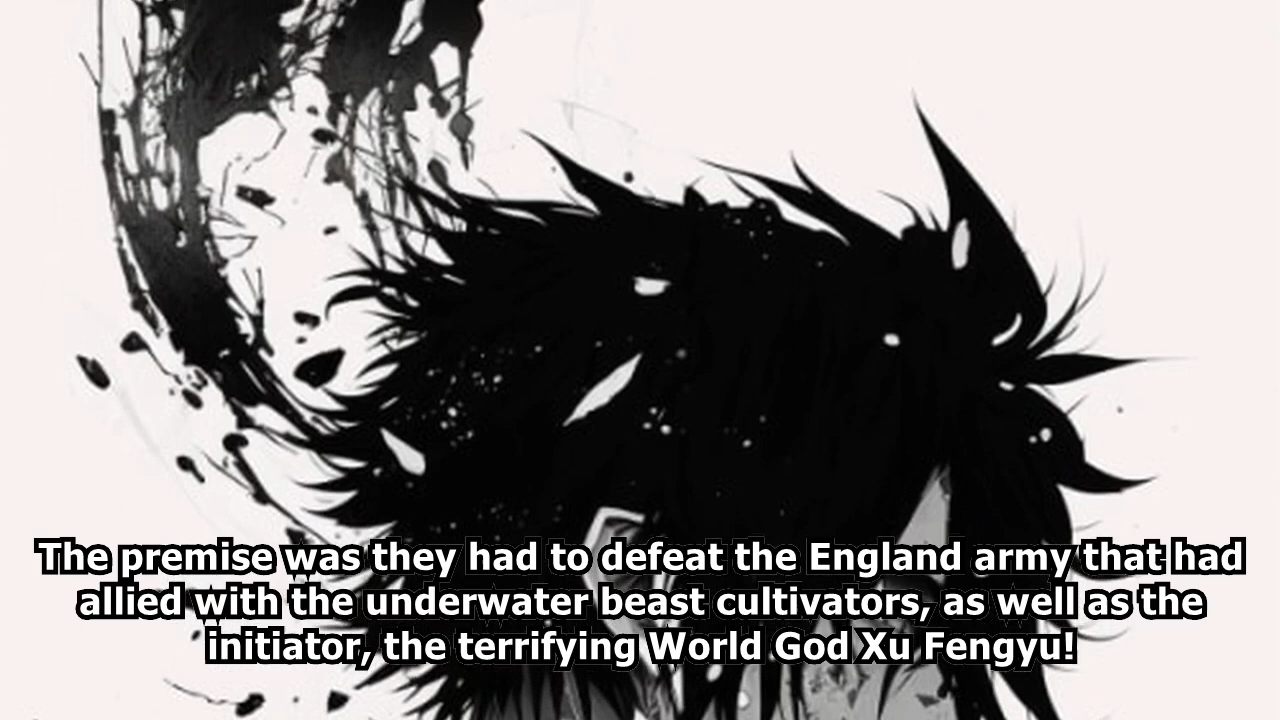 The premise was they had to defeat the England army that had
allied with the underwater beast cultivators, as well as the
initiator, the terrifying World God Xu Fengyu!